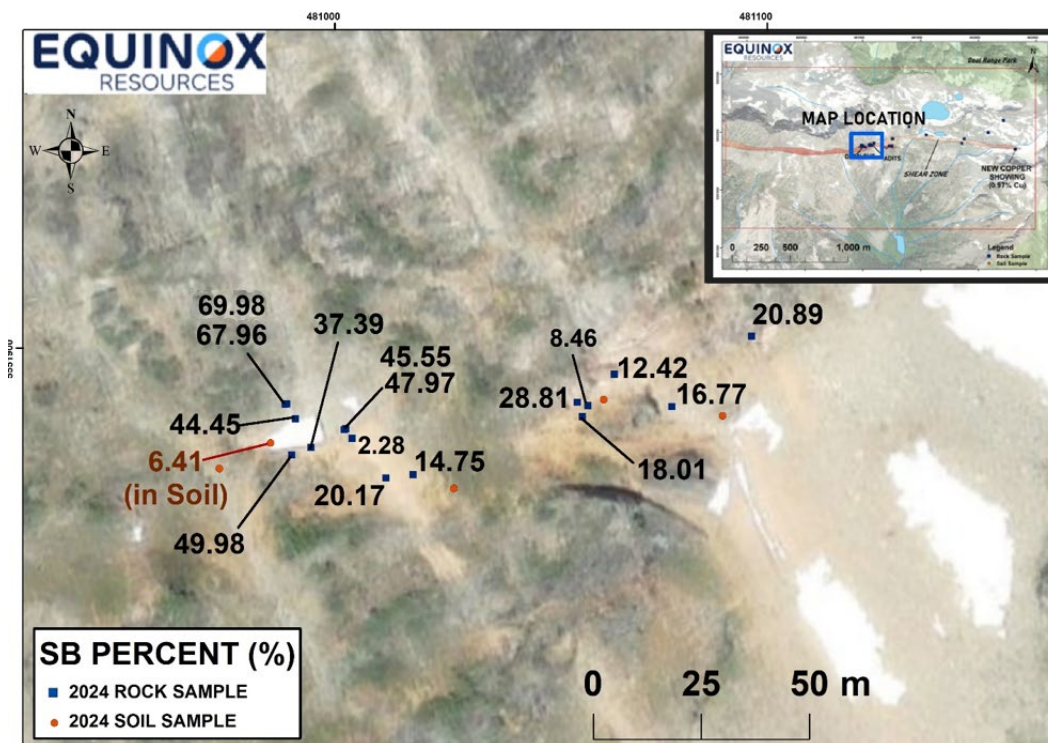 481000
481100
EQUINOX
RESOURCES
N
W E
S
EQUINOX
RESOURCES
Boat Range Park
N
MAP LOCATION
ADITS
SHEAR ZONE
NEW COPPER
SHOWING
(0.97% Cu)
0 250 500 1,000 m
Legend
Rock Sample
Soil Sample
69.98
67.96
37.39
45.55
47.97
44.45
6.41
(in Soil)
49.98
2.28
20.17
14.75
8.46
12.42
28.81
16.77
18.01
20.89
SB PERCENT (%)
2024 ROCK SAMPLE
2024 SOIL SAMPLE
0 25 50 m